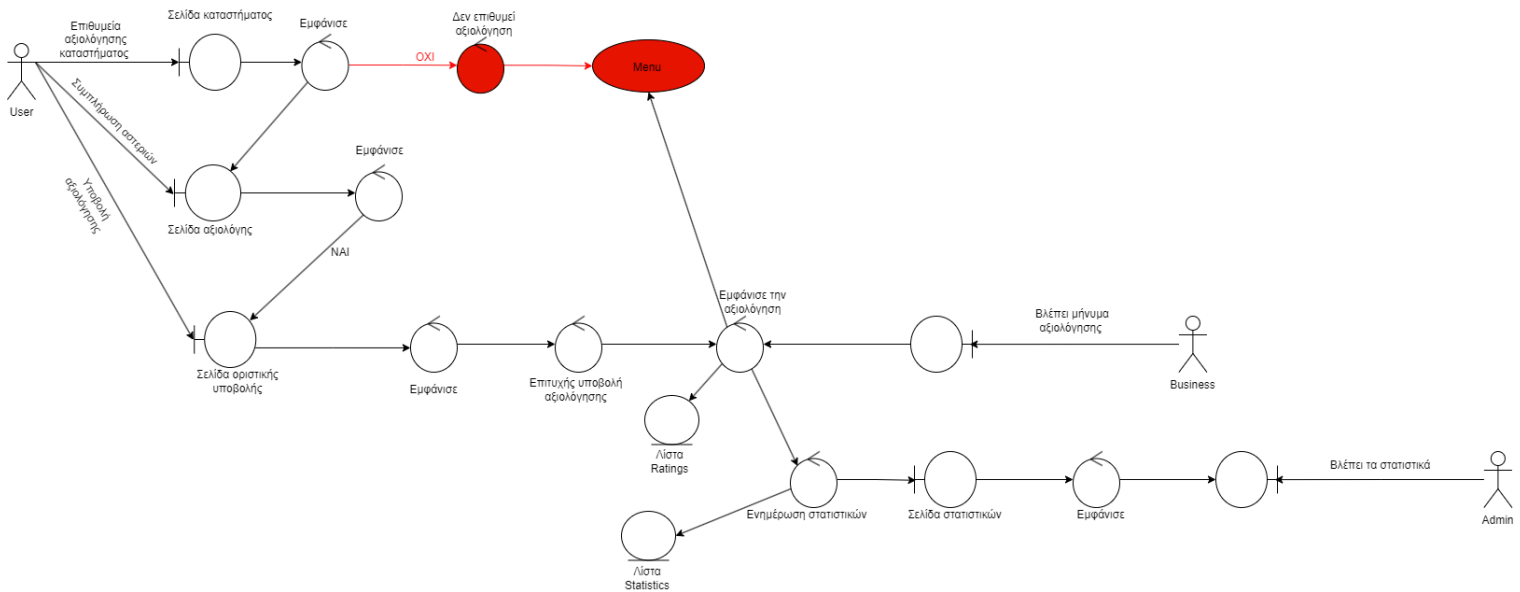 Επιθυμεία
αξιολόγησης
καταστήματος
Σελίδα καταστήματος
Εμφάνισε
ΟΧΙ
Δεν επιθυμεί
αξιολόγηση
Menu
User
Συμπλήρωση αστεριών
Εμφάνισε
Σελίδα αξιολόγης
Υποβολή
αξιολόγησης
ΝΑΙ
Σελίδα οριστικής
υποβολής
Εμφάνισε
Επιτυχής υποβολή
αξιολόγησης
Εμφάνισε την
αξιολόγηση
Βλέπει μήνυμα
αξιολόγησης
Business
Λίστα
Ratings
Ενημέρωση στατιστικών
Σελίδα στατιστικών
Εμφάνισε
Βλέπει τα στατιστικά
Admin
Λίστα
Statistics